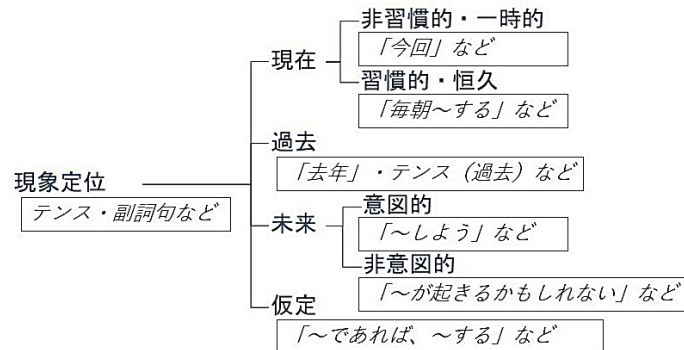 非習慣的・一時的
現在
「今回」など
習慣的・恒久
「毎朝～する」など
過去
「去年」・テンス（過去）など
現象定位
テンス・副詞句など
意図的
未来
「～しよう」など
非意図的
「～が起きるかもしれない」など
仮定
「～であれば、～する」など